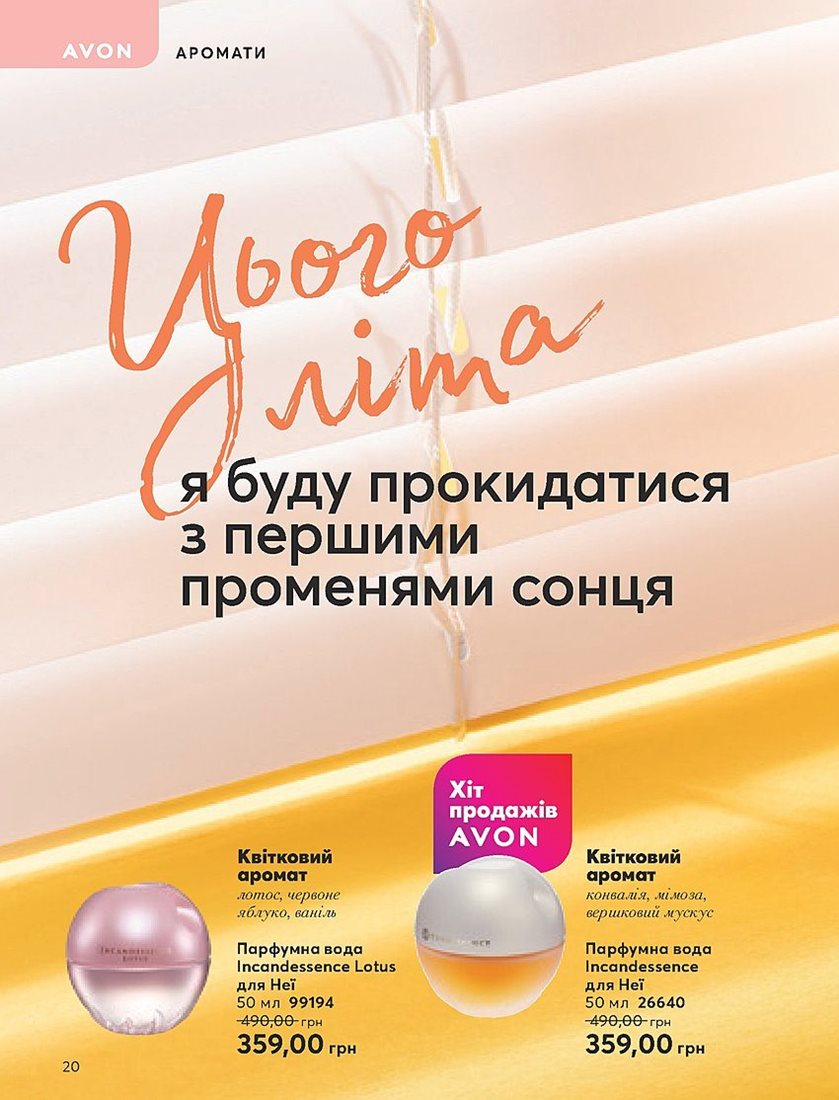 AVON
АРОМАТИ
Цього
літа
я буду прокидатися
з першими
променями сонця
Хіт
продажів
AVON
Квітковий
аромат
лотос, червоне
яблуко, ваніль
Парфумна вода
Incandessence Lotus
для Неї
50 мл 99194
490,00 грн
359,00 грн
INCANDESSENCE
LOTUS
Квітковий
аромат
конвалія, мімоза,
вершковий мускус
Парфумна вода
Incandessence
для Неї
50 мл 26640
490,00 грн
359,00 грн
20